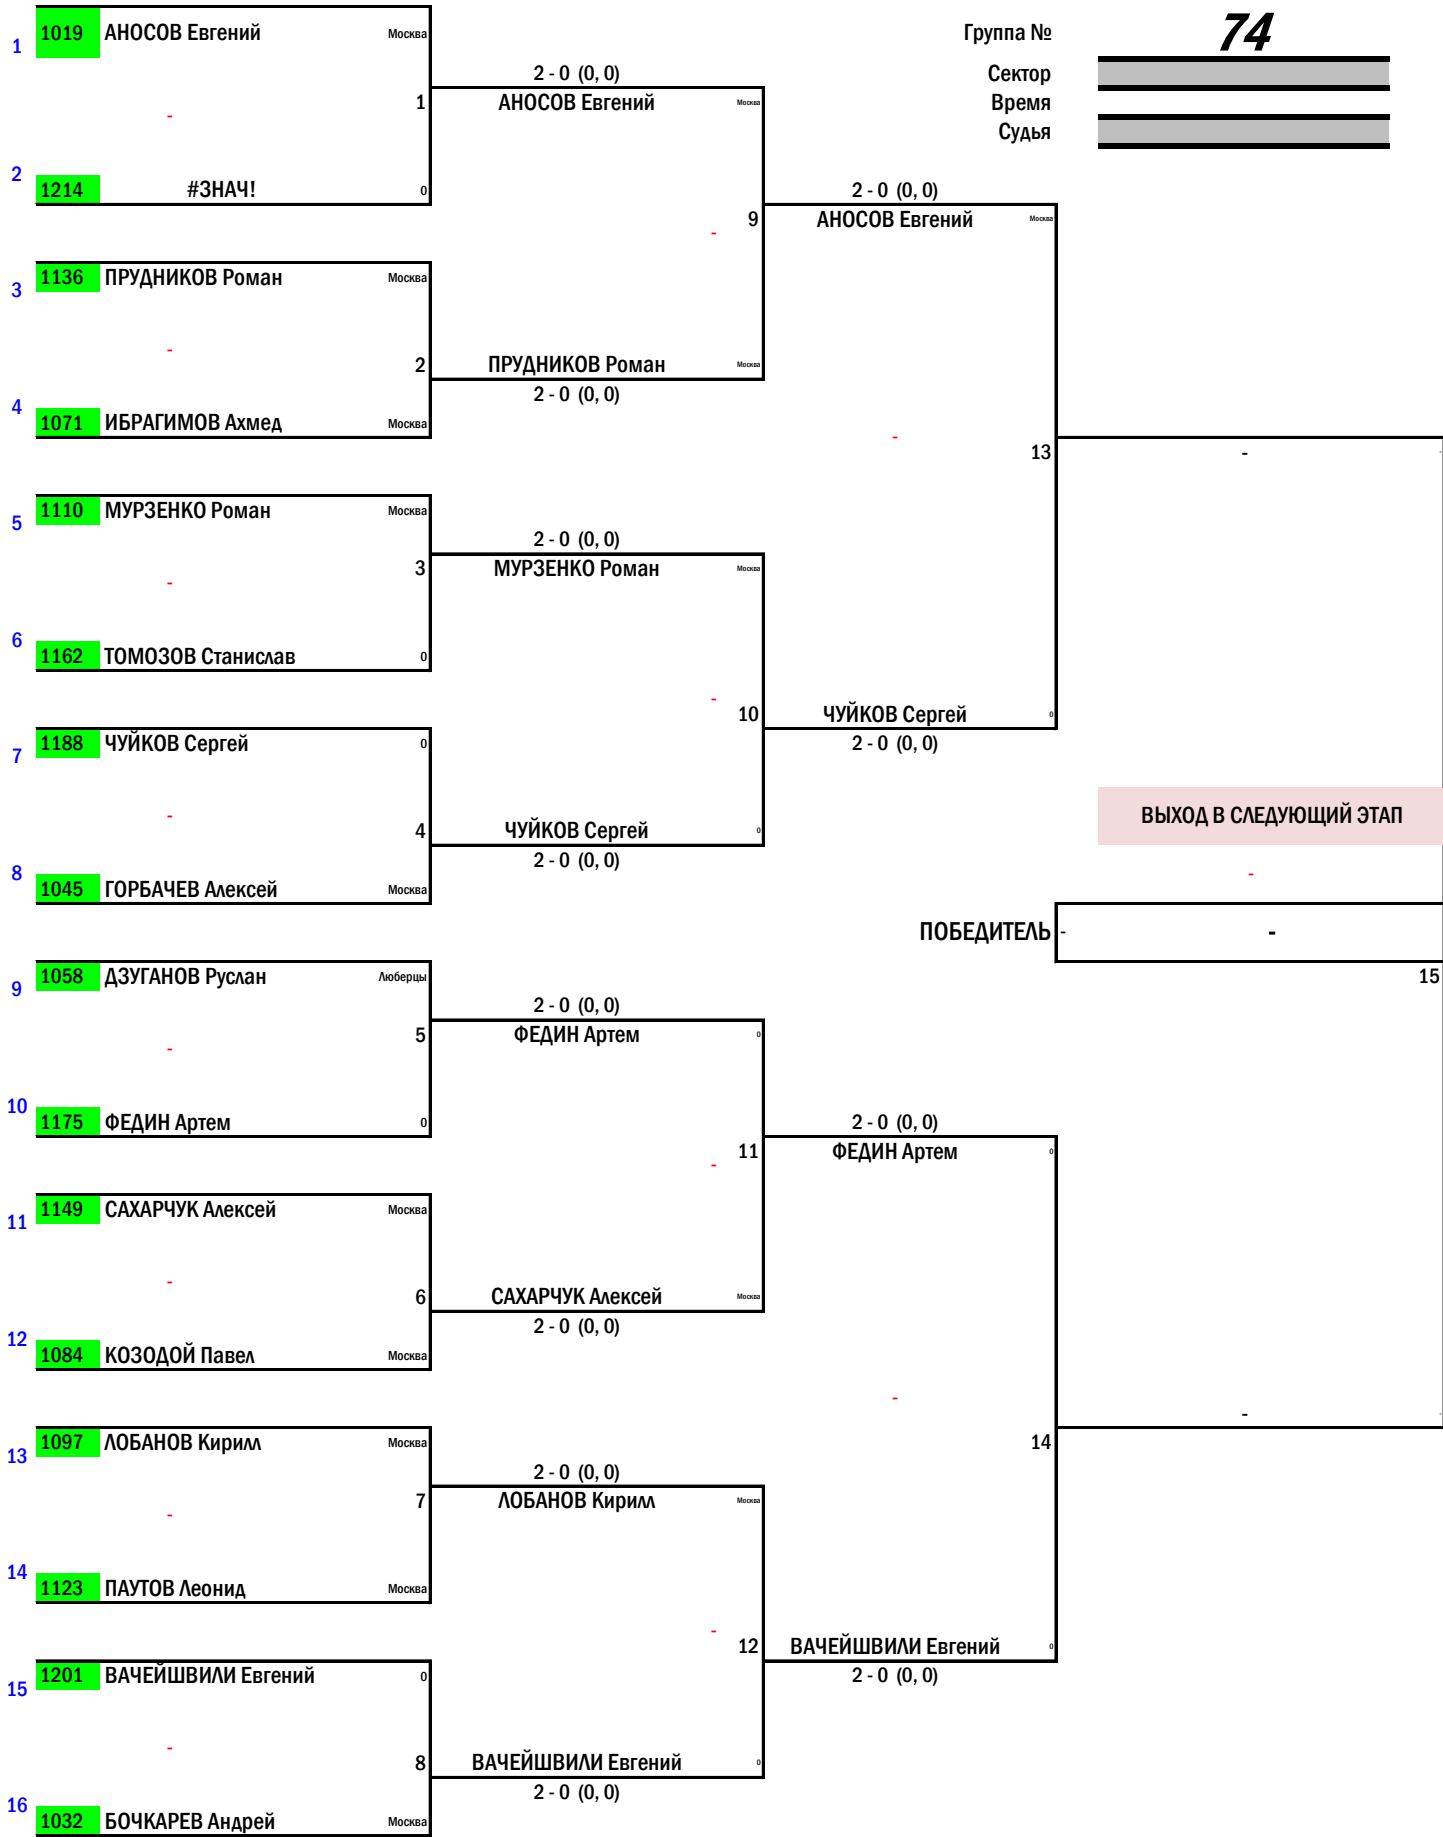 1 1019 АНОСОВ Евгений Москва
Группа № 74
2 - 0 (0, 0)
Сектор
1 АНОСОВ Евгений Москва
Время
-
Судья
2 1214 #ЗНАЧ! 0
2 - 0 (0, 0)
- 9 АНОСОВ Евгений Москва
3 1136 ПРУДНИКОВ Роман Москва
-
2 ПРУДНИКОВ Роман Москва
2 - 0 (0, 0)
4 1071 ИБРАГИМОВ Ахмед Москва
-
13 - -
5 1110 МУРЗЕНКО Роман Москва
2 - 0 (0, 0)
3 МУРЗЕНКО Роман Москва
-
6 1162 ТОМОЗОВ Станислав 0
-
10 ЧУЙКОВ Сергей 0
7 1188 ЧУЙКОВ Сергей 0
2 - 0 (0, 0)
-
ВЫХОД В СЛЕДУЮЩИЙ ЭТАП
4 ЧУЙКОВ Сергей 0
2 - 0 (0, 0)
-
8 1045 ГОРБАЧЕВ Алексей Москва
ПОБЕДИТЕЛЬ - -
15
9 1058 ДЗУГАНОВ Руслан Люберцы
2 - 0 (0, 0)
5 ФЕДИН Артем 0
-
10 1175 ФЕДИН Артем 0
2 - 0 (0, 0)
- 11 ФЕДИН Артем 0
11 1149 САХАРЧУК Алексей Москва
-
6 САХАРЧУК Алексей Москва
2 - 0 (0, 0)
12 1084 КОЗОДОЙ Павел Москва
-
- -
13 1097 ЛОБАНОВ Кирилл Москва
14
2 - 0 (0, 0)
7 ЛОБАНОВ Кирилл Москва
-
14 1123 ПАУТОВ Леонид Москва
-
12 ВАЧЕЙШВИЛИ Евгений 0
15 1201 ВАЧЕЙШВИЛИ Евгений 0
2 - 0 (0, 0)
-
8 ВАЧЕЙШВИЛИ Евгений 0
2 - 0 (0, 0)
16 1032 БОЧКАРЕВ Андрей Москва